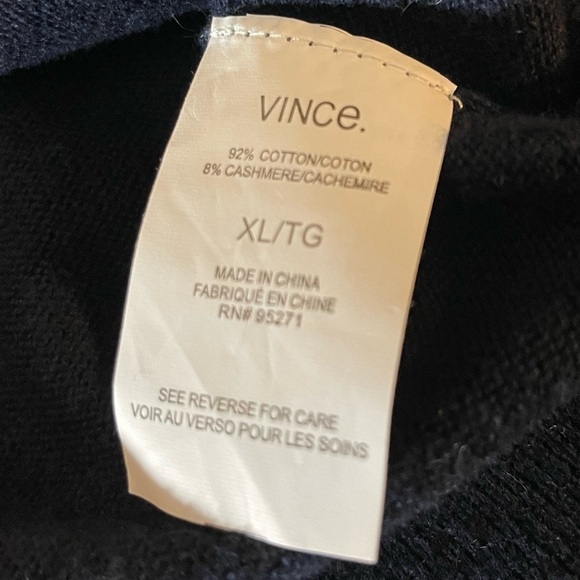 VINCe.
92% COTTON/COTON
8% CASHMERE/CACHEMIRE
XL/TG
MADE IN CHINA
FABRIQUÉ EN CHINE
RN# 95271
SEE REVERSE FOR CARE
VOIR AU VERSO POUR LES SOINS